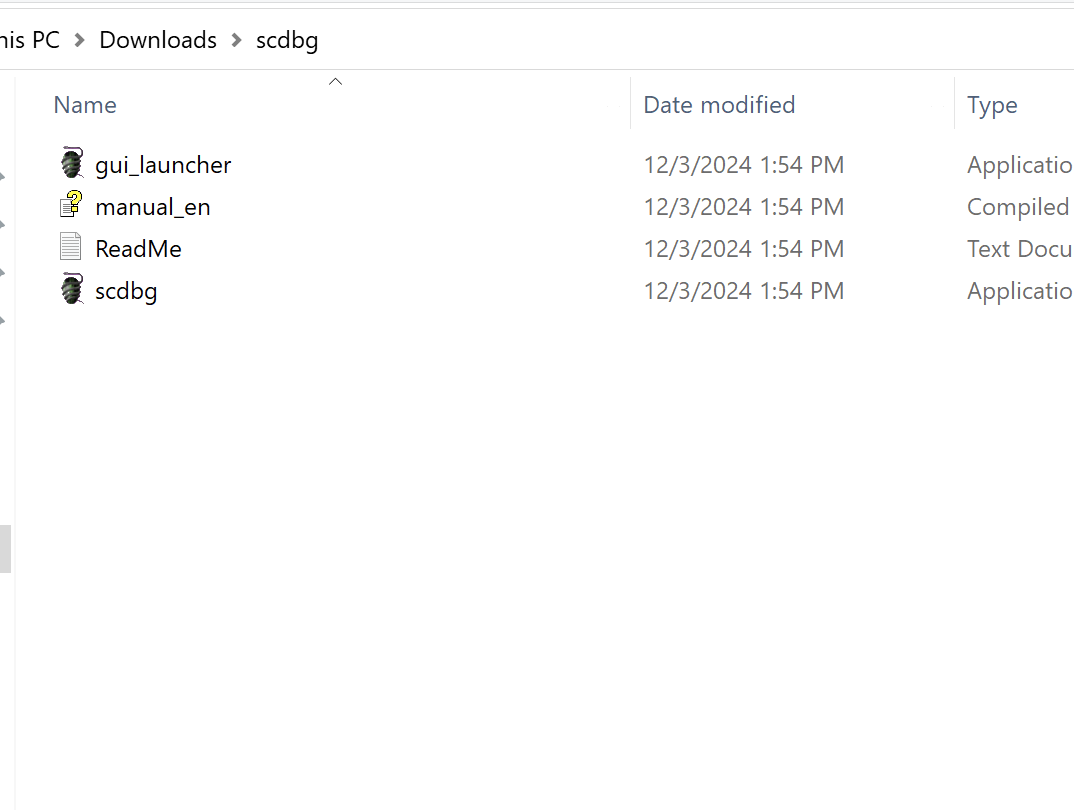 his PC > Downloads > scdbg
Name Date modified Type
gui_launcher 12/3/2024 1:54 PM Applicatio
manual_en 12/3/2024 1:54 PM Compiled
ReadMe 12/3/2024 1:54 PM Text Docu
scdbg 12/3/2024 1:54 PM Applicatio